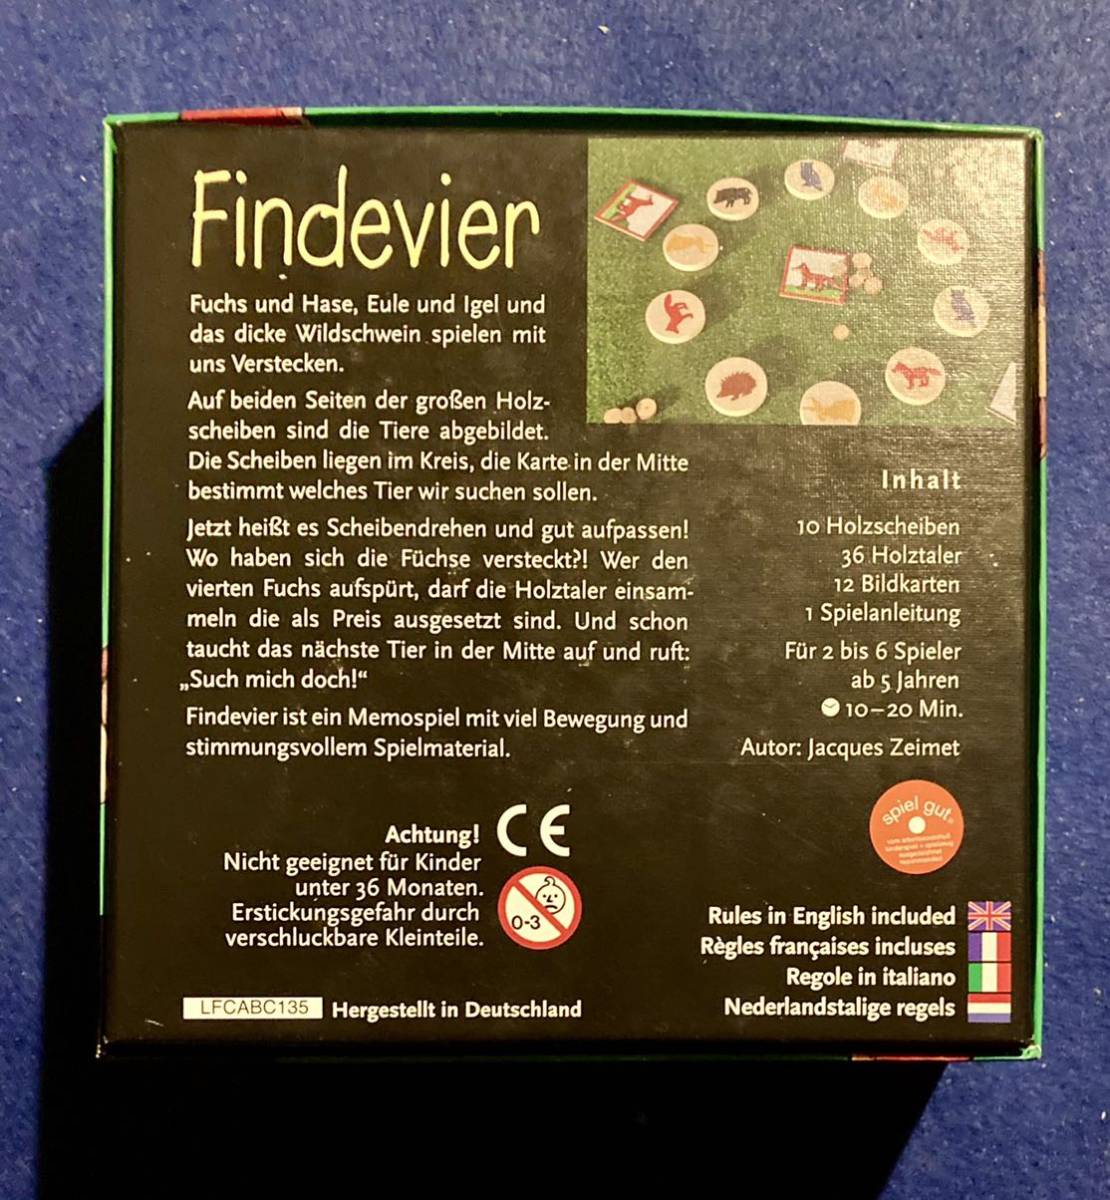 Findevier
Fuchs und Hase, Eule und Igel und
das dicke Wildschwein spielen mit
uns Verstecken.
Auf beiden Seiten der großen Holz-
scheiben sind die Tiere abgebildet.
Die Scheiben liegen im Kreis, die Karte in der Mitte
bestimmt welches Tier wir suchen sollen.
Jetzt heißt es Scheibendrehen und gut aufpassen!
Wo haben sich die Füchse versteckt?! Wer den
vierten Fuchs aufspürt, darf die Holztaler einsam-
meln die als Preis ausgesetzt sind. Und schon
taucht das nächste Tier in der Mitte auf und ruft:
„Such mich doch!“
Findevier ist ein Memospiel mit viel Bewegung und
stimmungsvollem Spielmaterial.
Inhalt
10 Holzscheiben
36 Holztaler
12 Bildkarten
1 Spielanleitung
Für 2 bis 6 Spieler
ab 5 Jahren
10–20 Min.
Autor: Jacques Zeimet
spiel gut®
Achtung!
Nicht geeignet für Kinder
unter 36 Monaten.
Erstickungsgefahr durch
verschluckbare Kleinteile.
CE
0-3
Rules in English included
Règles françaises incluses
Regole in italiano
Nederlandstalige regels
LFCABC135 Hergestellt in Deutschland